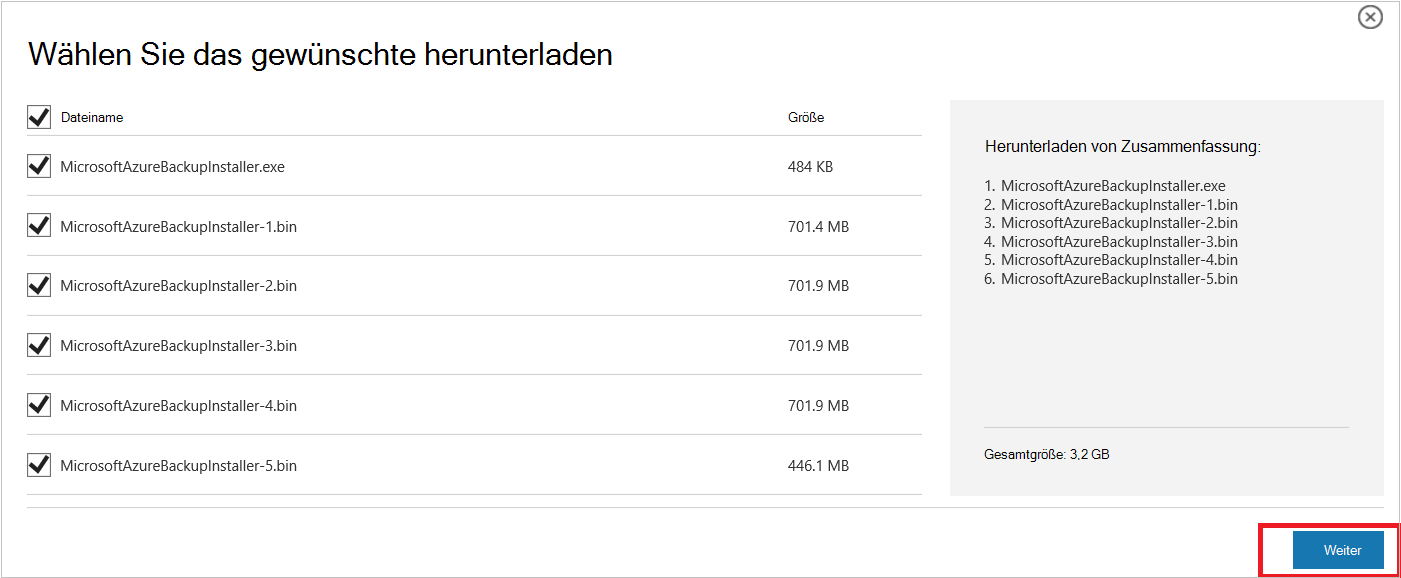 Wählen Sie das gewünschte herunterladen
Dateiname Größe
MicrosoftAzureBackupInstaller.exe 484 KB
MicrosoftAzureBackupInstaller-1.bin 701.4 MB
MicrosoftAzureBackupInstaller-2.bin 701.9 MB
MicrosoftAzureBackupInstaller-3.bin 701.9 MB
MicrosoftAzureBackupInstaller-4.bin 701.9 MB
MicrosoftAzureBackupInstaller-5.bin 446.1 MB
Herunterladen von Zusammenfassung:
1. MicrosoftAzureBackupInstaller.exe
2. MicrosoftAzureBackupInstaller-1.bin
3. MicrosoftAzureBackupInstaller-2.bin
4. MicrosoftAzureBackupInstaller-3.bin
5. MicrosoftAzureBackupInstaller-4.bin
6. MicrosoftAzureBackupInstaller-5.bin
Gesamtgröße: 3,2 GB
Weiter